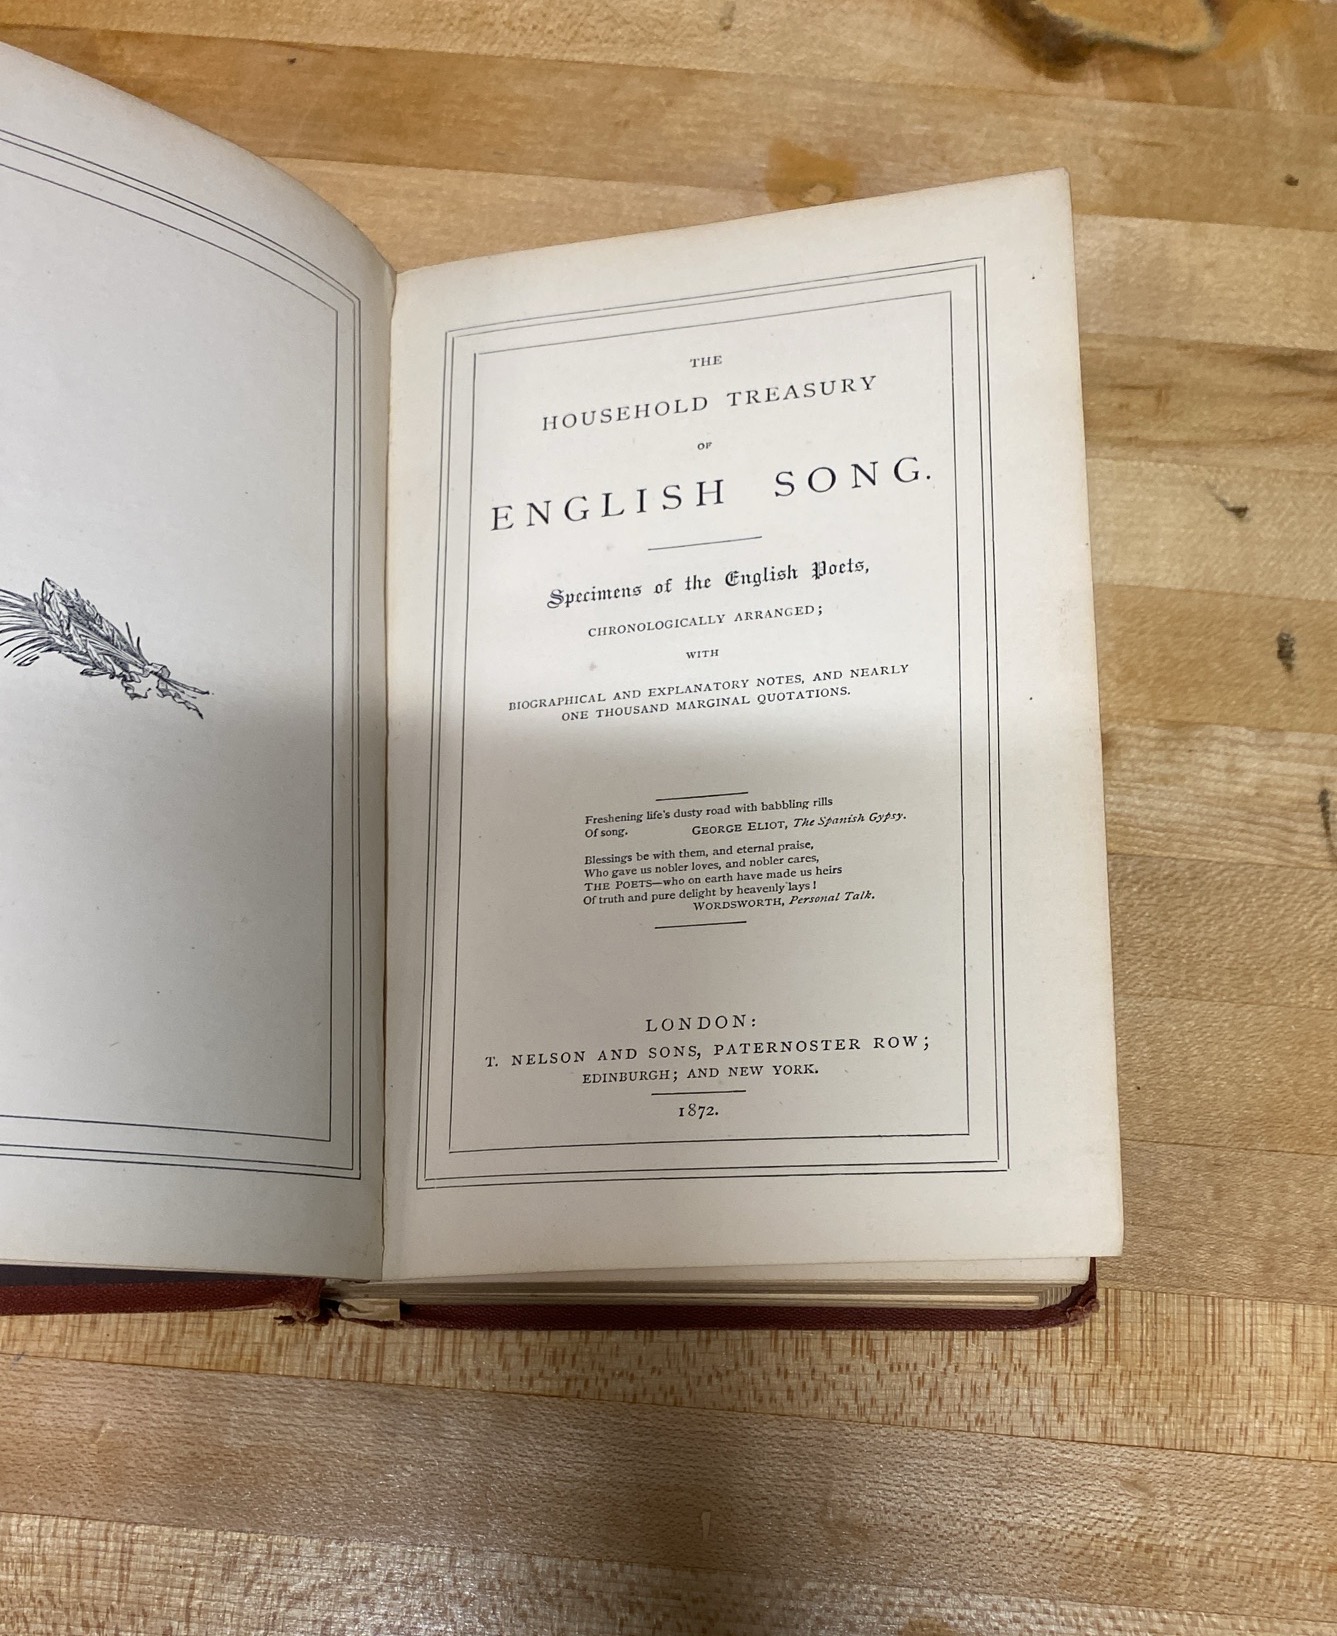 THE
HOUSEHOLD TREASURY
OF
ENGLISH SONG.
Specimens of the English Poets,
CHRONOLOGICALLY ARRANGED;
WITH
BIOGRAPHICAL AND EXPLANATORY NOTES, AND NEARLY
ONE THOUSAND MARGINAL QUOTATIONS.
Freshening life's dusty road with babbling rills
Of song. GEORGE ELIOT, The Spanish Gypsy.
Blessings be with them, and eternal praise,
Who gave us nobler loves, and nobler cares,
THE POETS—who on earth have made us heirs
Of truth and pure delight by heavenly lays!
WORDSWORTH, Personal Talk.
LONDON:
T. NELSON AND SONS, PATERNOSTER ROW;
EDINBURGH; AND NEW YORK.
1872.